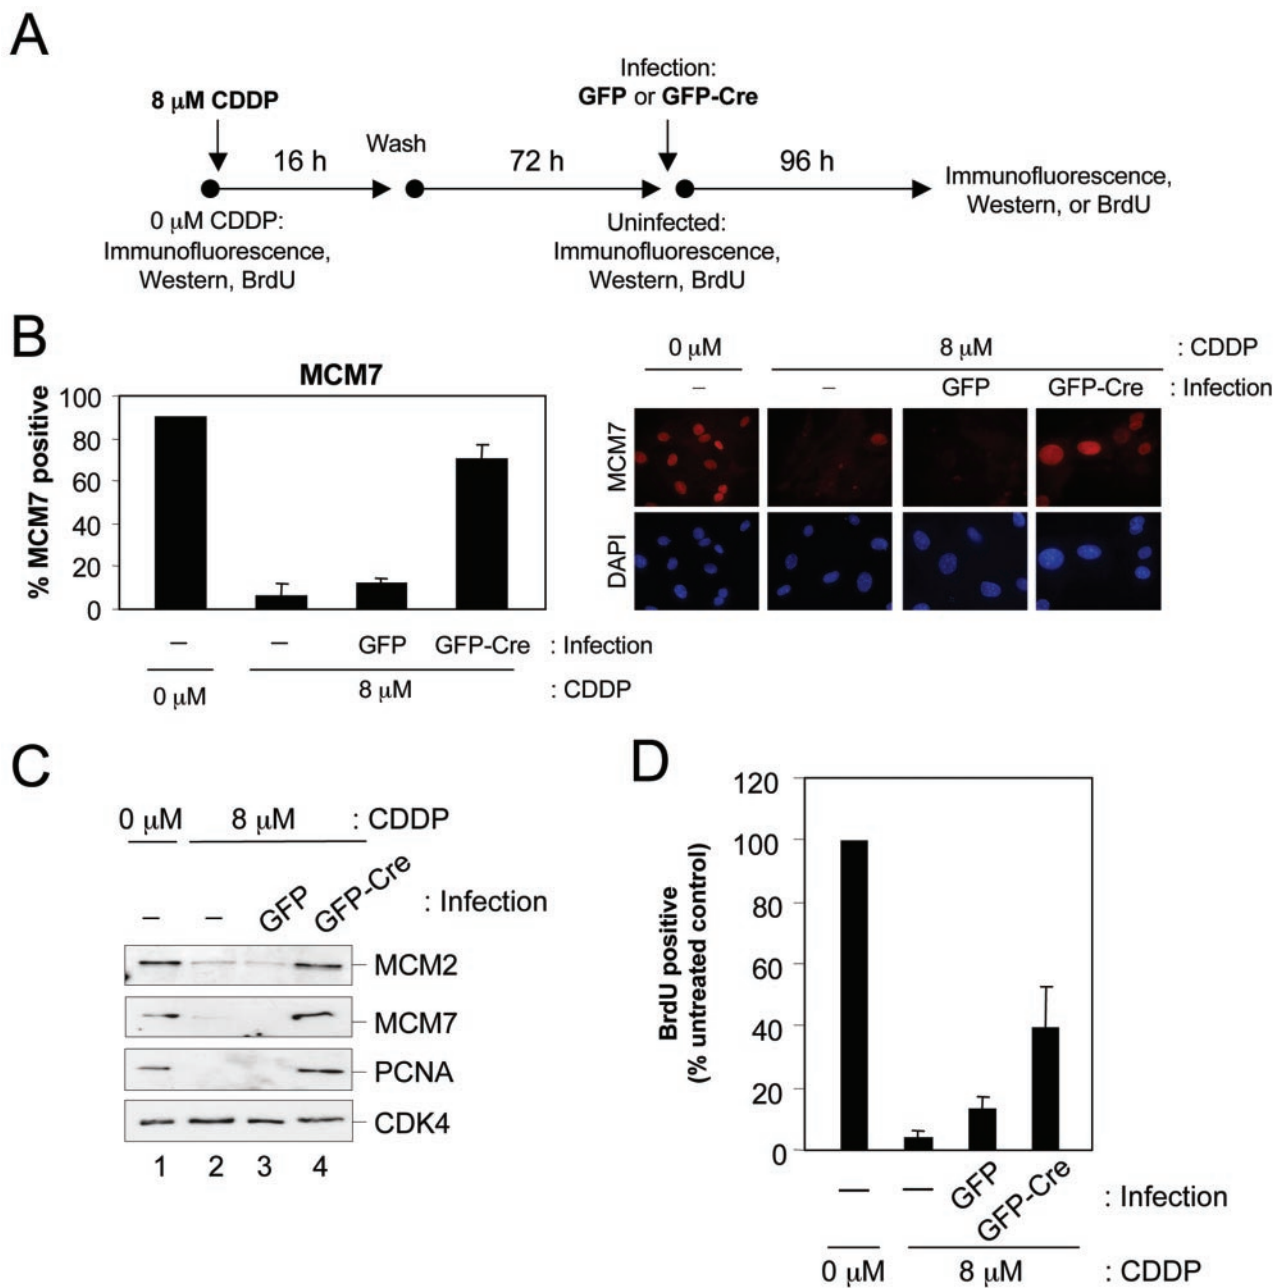 A
Infection:
8 μM CDDP
GFP or GFP-Cre
Wash
16 h
72 h
96 h
Immunofluorescence,
Western, or BrdU
0 μM CDDP:
Immunofluorescence,
Western, BrdU
Uninfected:
Immunofluorescence,
Western, BrdU
B
MCM7
% MCM7 positive
100
80
60
40
20
0
– – GFP GFP-Cre : Infection
0 μM 8 μM : CDDP
0 μM 8 μM : CDDP
– – GFP GFP-Cre : Infection
MCM7
DAPI
C
0 μM 8 μM : CDDP
– – GFP GFP-Cre : Infection
MCM2
MCM7
PCNA
CDK4
1 2 3 4
D
BrdU positive
(% untreated control)
120
100
80
60
40
20
0
– – GFP GFP-Cre : Infection
0 μM 8 μM : CDDP